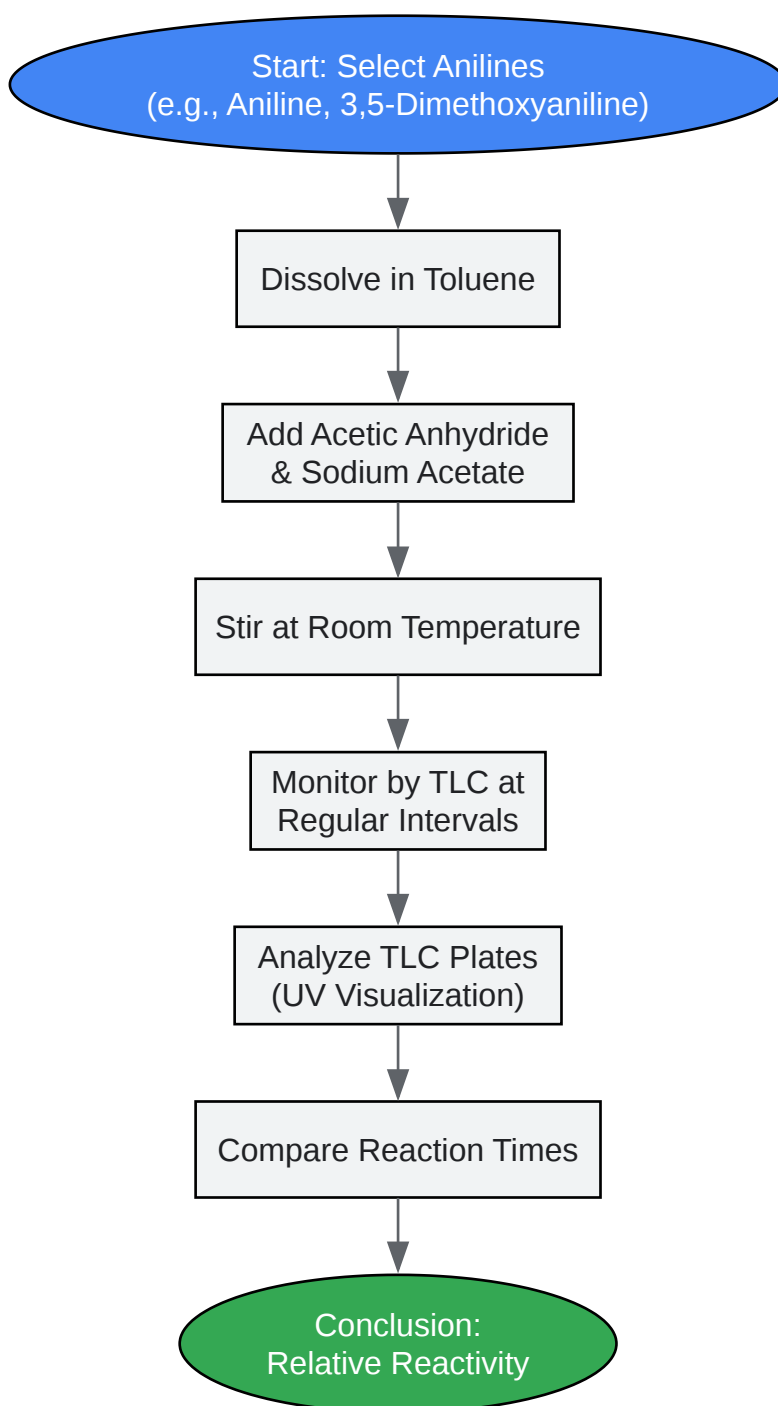 Start: Select Anilines
(e.g., Aniline, 3,5-Dimethoxyaniline)
Dissolve in Toluene
Add Acetic Anhydride
& Sodium Acetate
Stir at Room Temperature
Monitor by TLC at
Regular Intervals
Analyze TLC Plates
(UV Visualization)
Compare Reaction Times
Conclusion:
Relative Reactivity